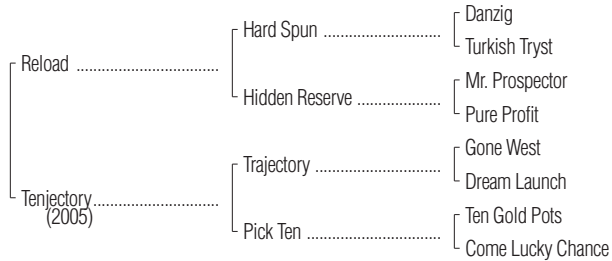 Danzig
Hard Spun ..............................
Turkish Tryst
Reload ....................................
Mr. Prospector
Hidden Reserve ......................
Pure Profit
Gone West
Trajectory ................................
Dream Launch
Tenjectory................................
(2005)
Ten Gold Pots
Pick Ten ..................................
Come Lucky Chance